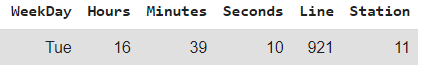 WeekDay Hours Minutes Seconds Line Station
Tue 16 39 10 921 11